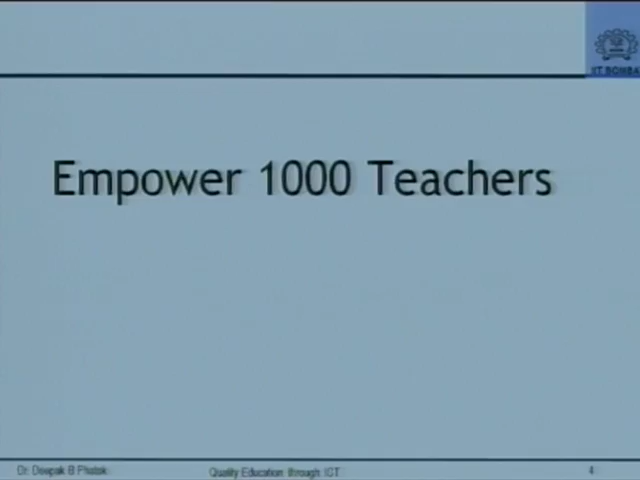 IIT BOMBAY
Empower 1000 Teachers
Dr. Deepak B Phatak
Quality Education through ICT
4